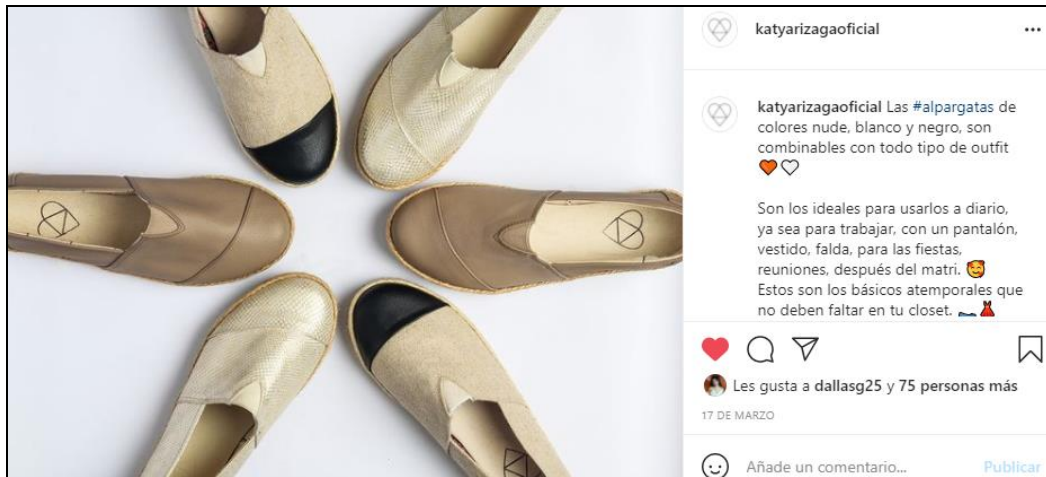 katyarizagaoficial
katyarizagaoficial Las #alpargatas de
colores nude, blanco y negro, son
combinables con todo tipo de outfit
🧡🤍
Son los ideales para usarlos a diario,
ya sea para trabajar, con un pantalón,
vestido, falda, para las fiestas,
reuniones, después del matri. 🥰
Estos son los básicos atemporales que
no deben faltar en tu closet. 👟👗
Les gusta a dallasg25 y 75 personas más
17 DE MARZO
Añade un comentario... Publicar